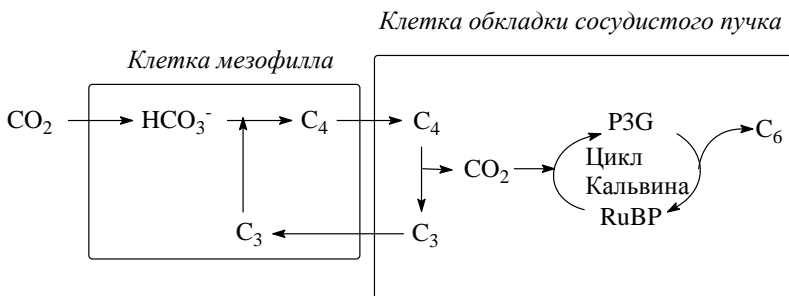 Клетка обкладки сосудистого пучка
Клетка мезофилла
CO₂ HCO₃⁻ C₄ C₄ P3G C₆
Цикл
CO₂
Кальвина
RuBP
C₃ C₃